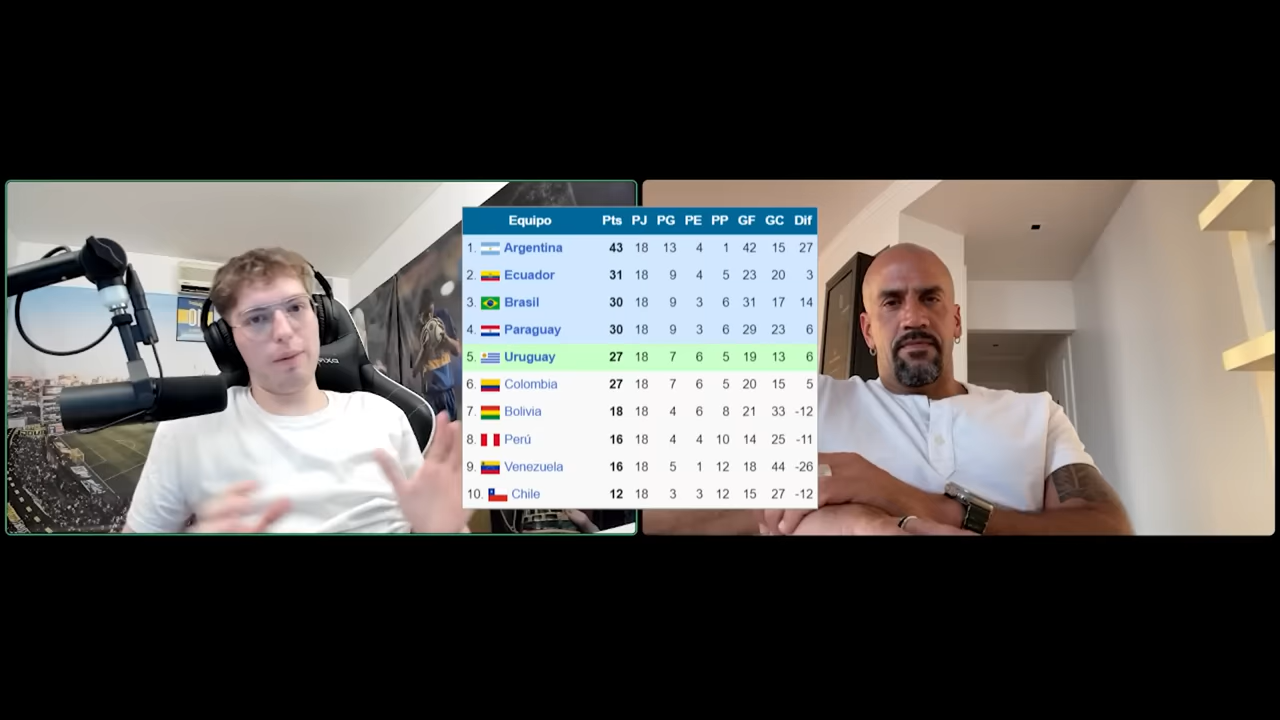 Equipo Pts PJ PG PE PP GF GC Dif
1. Argentina 43 18 13 4 1 42 15 27
2. Ecuador 31 18 9 4 5 23 20 3
3. Brasil 30 18 9 3 6 31 17 14
4. Paraguay 30 18 9 3 6 29 23 6
5. Uruguay 27 18 7 6 5 19 13 6
6. Colombia 27 18 7 6 5 20 15 5
7. Bolivia 18 18 4 6 8 21 33 -12
8. Perú 16 18 4 4 10 14 25 -11
9. Venezuela 16 18 5 1 12 18 44 -26
10. Chile 12 18 3 3 12 15 27 -12